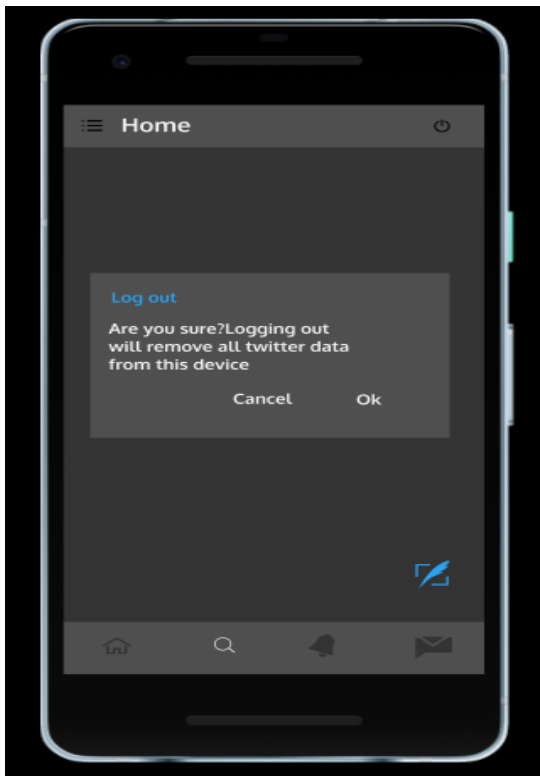 Home
Log out
Are you sure?Logging out
will remove all twitter data
from this device
Cancel Ok